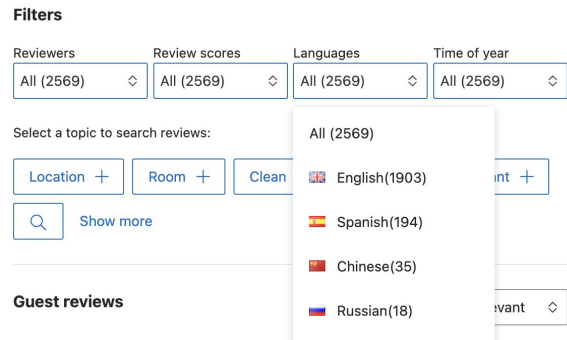 Filters
Reviewers Review scores Languages Time of year
All (2569) All (2569) All (2569) All (2569)
Select a topic to search reviews:
All (2569)
Location + Room + Clean nt +
English(1903)
Show more
Spanish(194)
Chinese(35)
Guest reviews
evant
Russian(18)